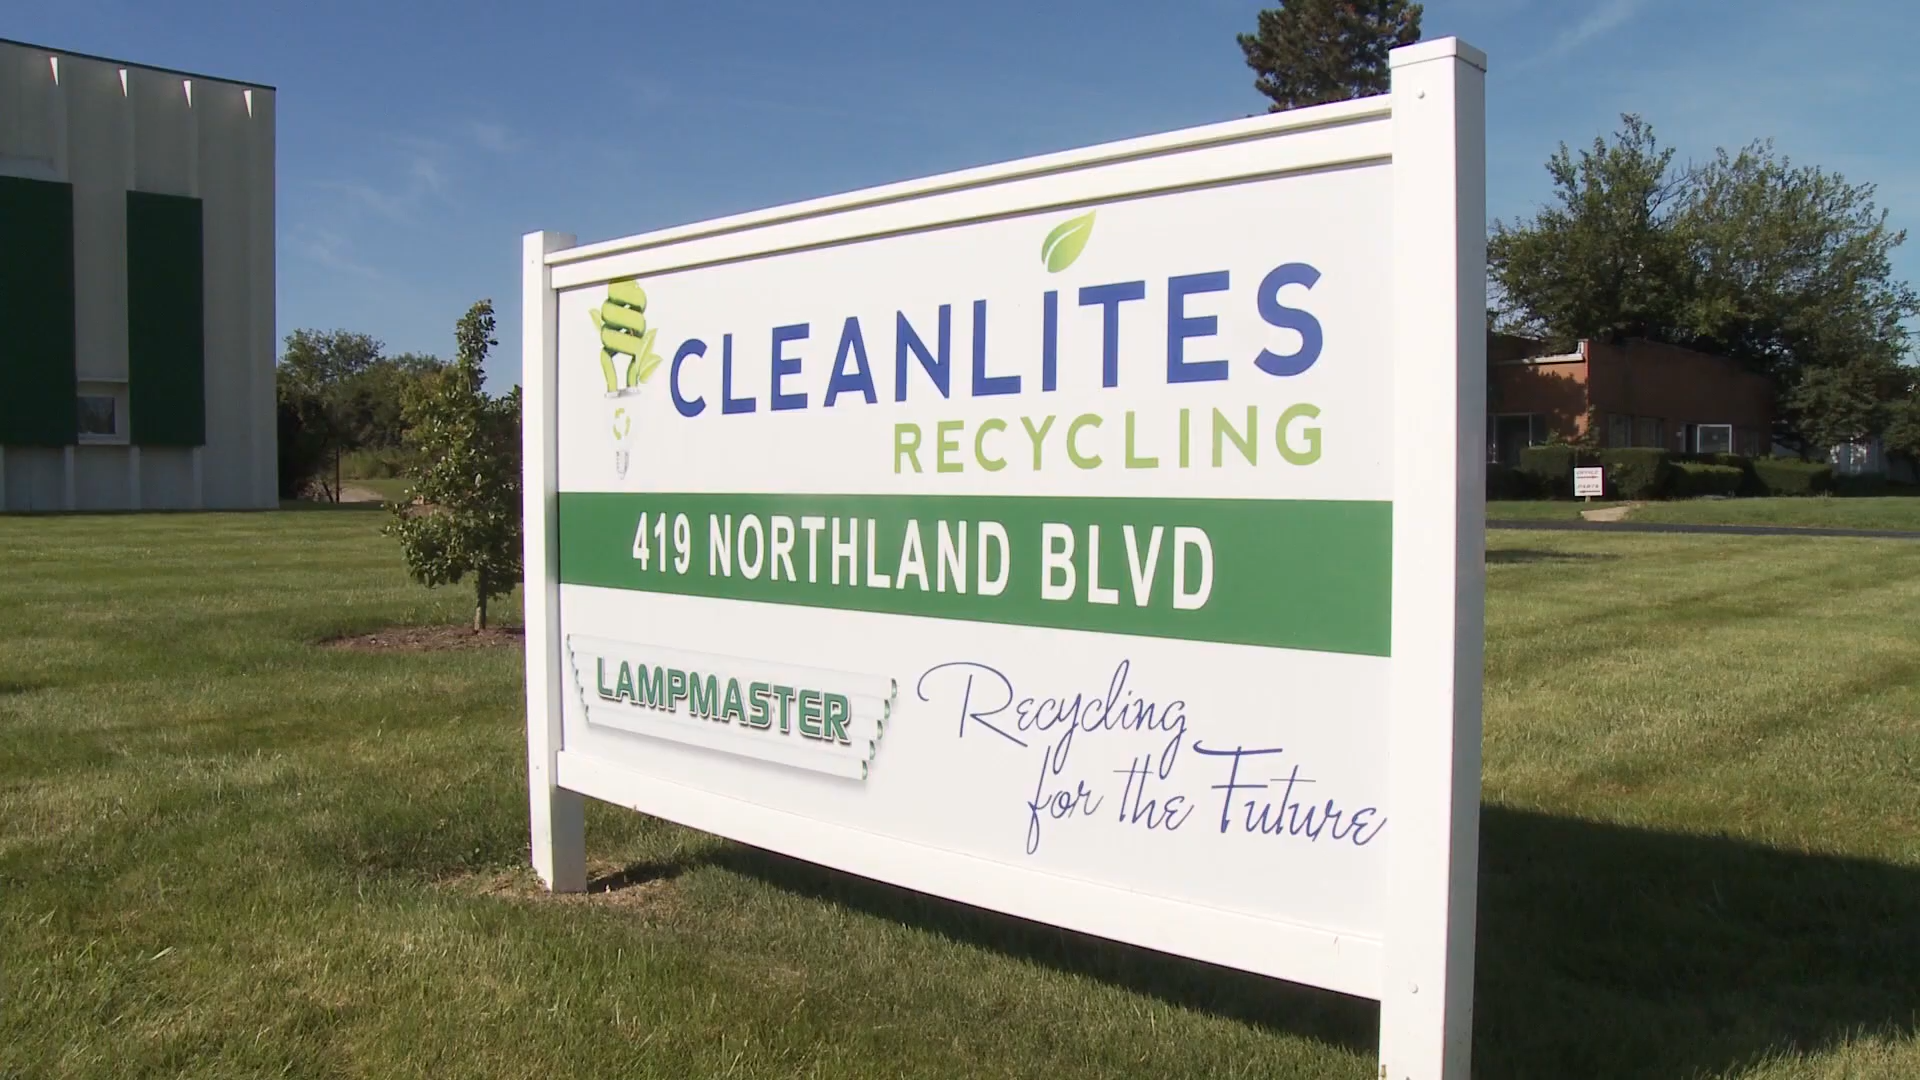 CLEANLITES
RECYCLING
419 NORTHLAND BLVD
LAMPMASTER
Recycling
for the Future